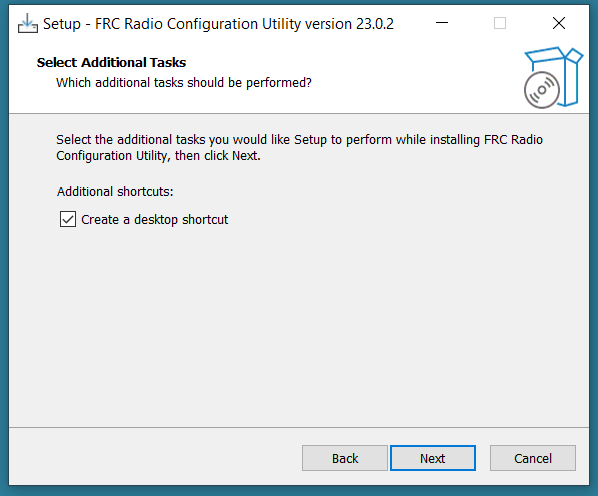 Setup - FRC Radio Configuration Utility version 23.0.2
Select Additional Tasks
Which additional tasks should be performed?
Select the additional tasks you would like Setup to perform while installing FRC Radio
Configuration Utility, then click Next.
Additional shortcuts:
Create a desktop shortcut
Back
Next
Cancel